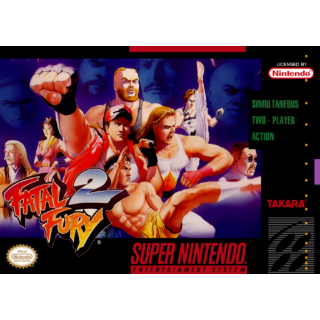 LICENSED BY
Nintendo
SIMULTANEOUS
TWO - PLAYER
ACTION
FATAL
FURY
2
TAKARA
SUPER NINTENDO
ENTERTAINMENT SYSTEM